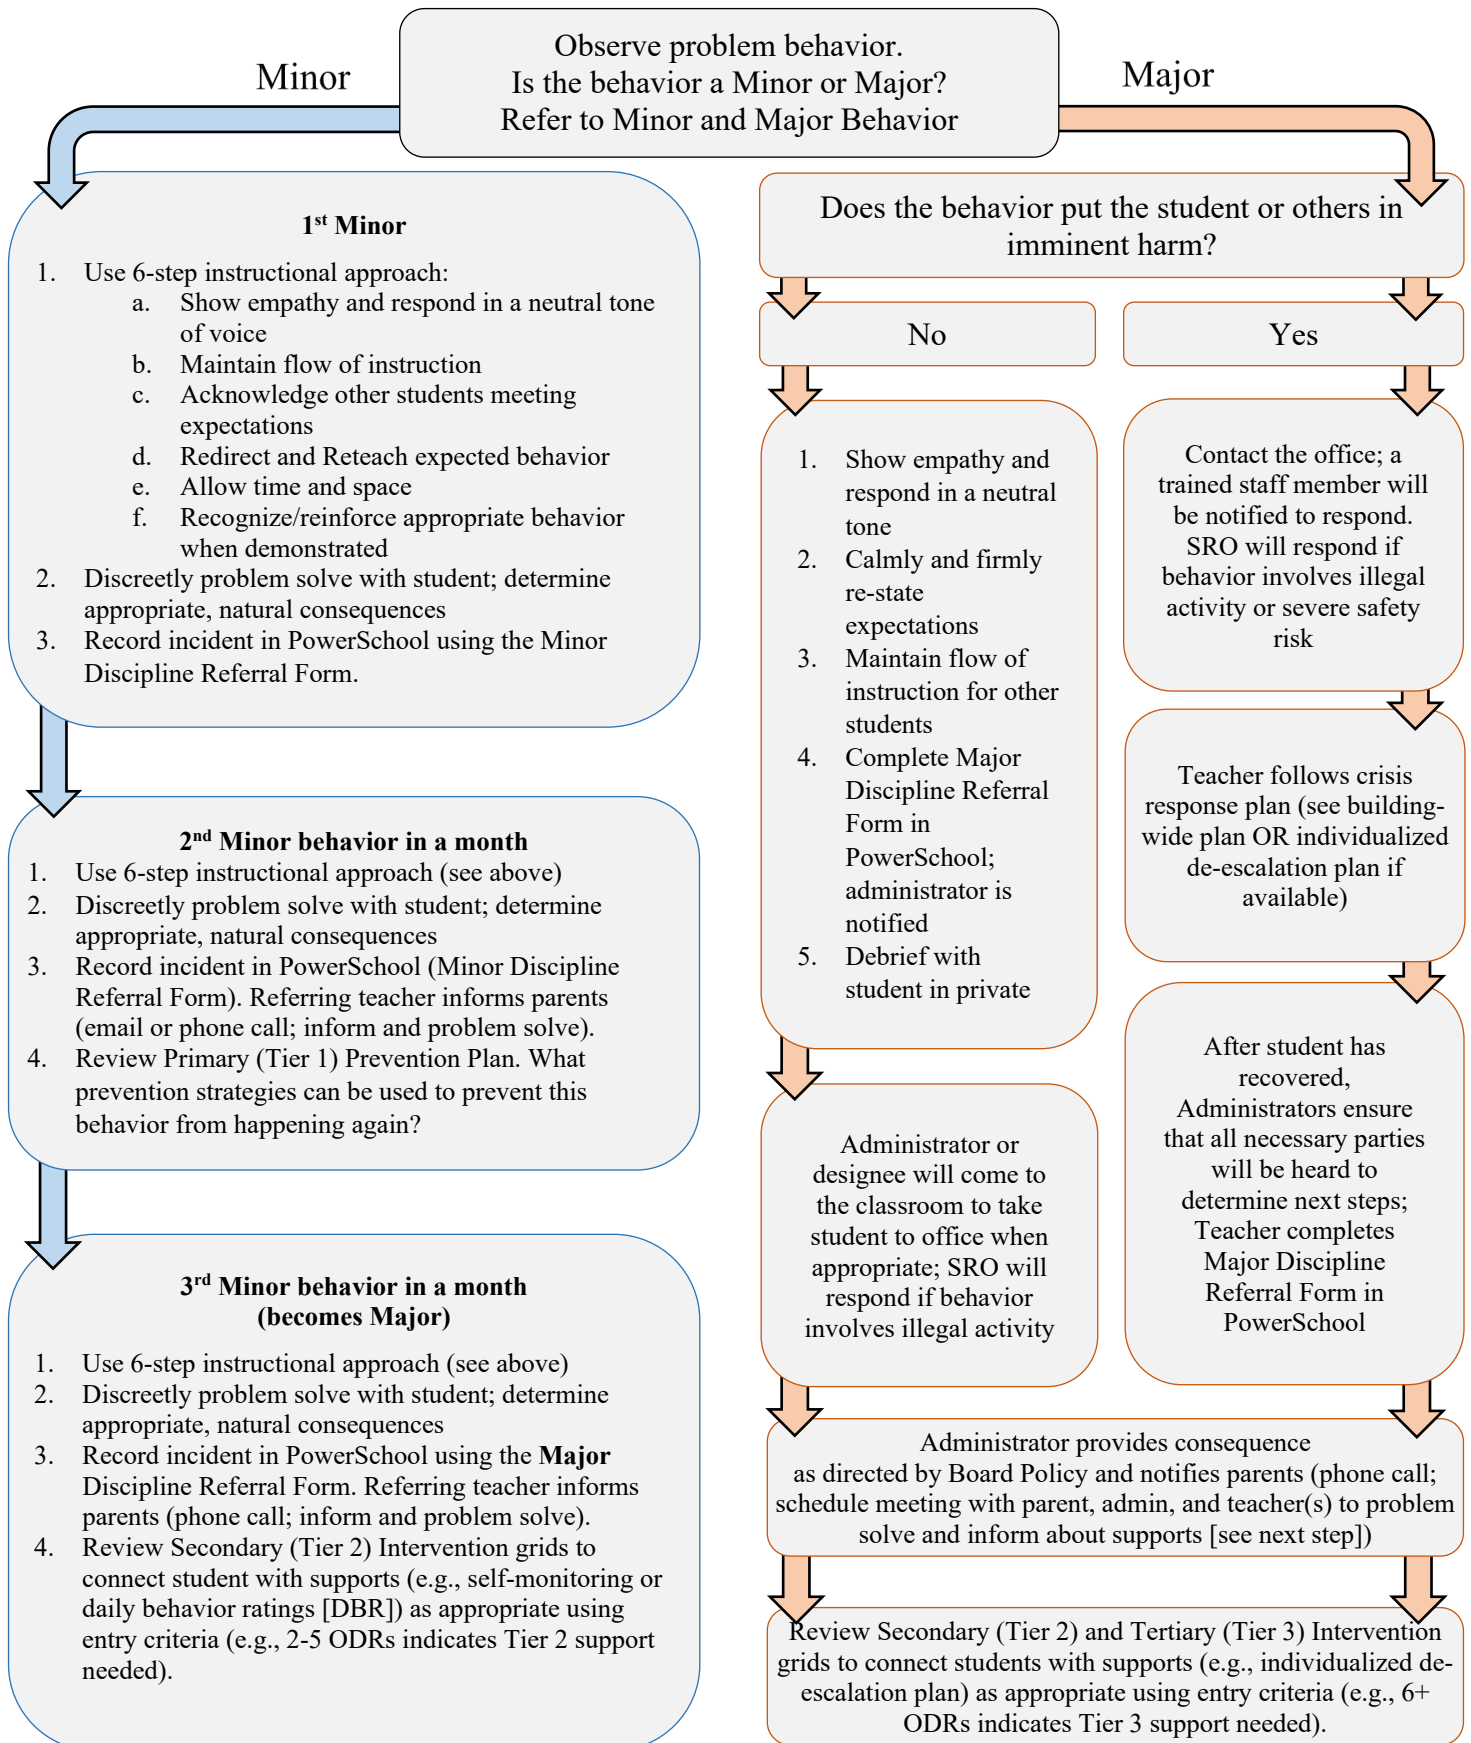 Observe problem behavior.
Is the behavior a Minor or Major?
Refer to Minor and Major Behavior
Minor
Major
1st Minor
1. Use 6-step instructional approach:
a. Show empathy and respond in a neutral tone
of voice
b. Maintain flow of instruction
c. Acknowledge other students meeting
expectations
d. Redirect and Reteach expected behavior
e. Allow time and space
f. Recognize/reinforce appropriate behavior
when demonstrated
2. Discreetly problem solve with student; determine
appropriate, natural consequences
3. Record incident in PowerSchool using the Minor
Discipline Referral Form.
2nd Minor behavior in a month
1. Use 6-step instructional approach (see above)
2. Discreetly problem solve with student; determine
appropriate, natural consequences
3. Record incident in PowerSchool (Minor Discipline
Referral Form). Referring teacher informs parents
(email or phone call; inform and problem solve).
4. Review Primary (Tier 1) Prevention Plan. What
prevention strategies can be used to prevent this
behavior from happening again?
3rd Minor behavior in a month
(becomes Major)
1. Use 6-step instructional approach (see above)
2. Discreetly problem solve with student; determine
appropriate, natural consequences
3. Record incident in PowerSchool using the Major
Discipline Referral Form. Referring teacher informs
parents (phone call; inform and problem solve).
4. Review Secondary (Tier 2) Intervention grids to
connect student with supports (e.g., self-monitoring or
daily behavior ratings [DBR]) as appropriate using
entry criteria (e.g., 2-5 ODRs indicates Tier 2 support
needed).
Does the behavior put the student or others in
imminent harm?
No
1. Show empathy and
respond in a neutral
tone
2. Calmly and firmly
re-state
expectations
3. Maintain flow of
instruction for other
students
4. Complete Major
Discipline Referral
Form in
PowerSchool;
administrator is
notified
5. Debrief with
student in private
Administrator or
designee will come to
the classroom to take
student to office when
appropriate; SRO will
respond if behavior
involves illegal activity
Yes
Contact the office; a
trained staff member will
be notified to respond.
SRO will respond if
behavior involves illegal
activity or severe safety
risk
Teacher follows crisis
response plan (see building-
wide plan OR individualized
de-escalation plan if
available)
After student has
recovered,
Administrators ensure
that all necessary parties
will be heard to
determine next steps;
Teacher completes
Major Discipline
Referral Form in
PowerSchool
Administrator provides consequence
as directed by Board Policy and notifies parents (phone call;
schedule meeting with parent, admin, and teacher(s) to problem
solve and inform about supports [see next step])
Review Secondary (Tier 2) and Tertiary (Tier 3) Intervention
grids to connect students with supports (e.g., individualized de-
escalation plan) as appropriate using entry criteria (e.g., 6+
ODRs indicates Tier 3 support needed).